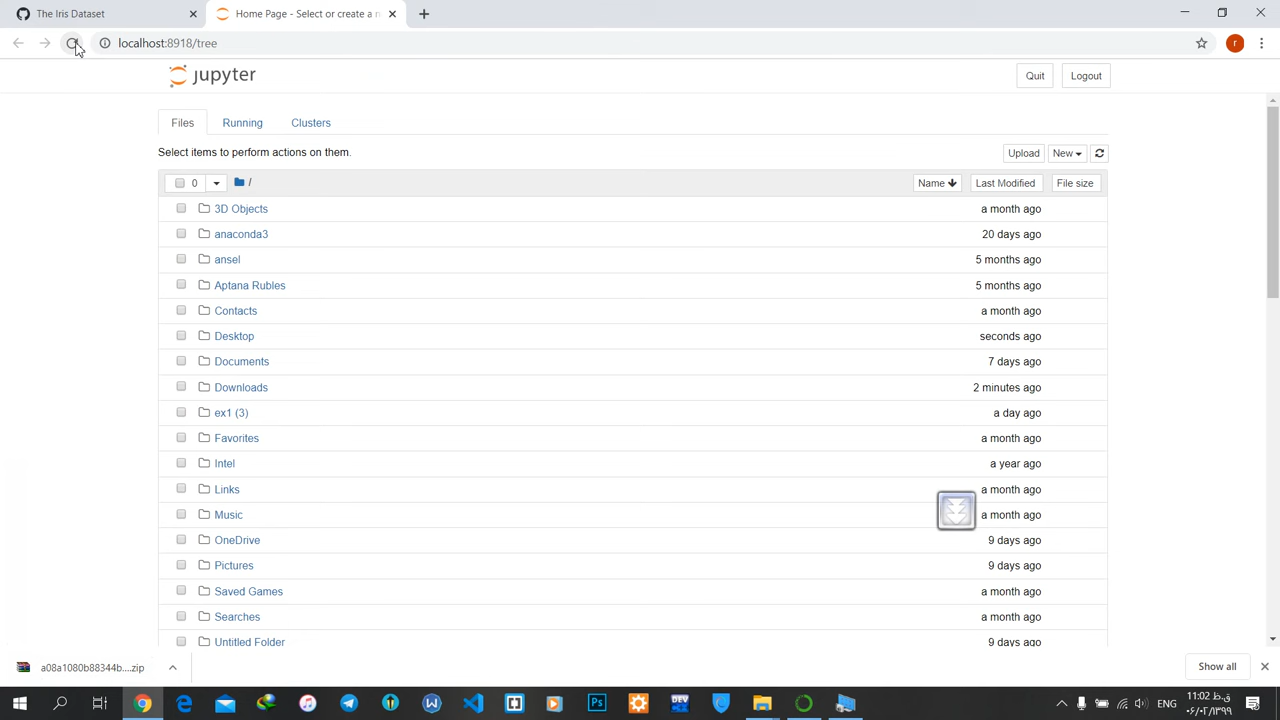 The Iris Dataset
Home Page - Select or create a n
localhost:8918/tree
r
jupyter
Quit
Logout
Files
Running
Clusters
Select items to perform actions on them.
Upload
New
0
/
Name
Last Modified
File size
3D Objects
a month ago
anaconda3
20 days ago
ansel
5 months ago
Aptana Rubles
5 months ago
Contacts
a month ago
Desktop
seconds ago
Documents
7 days ago
Downloads
2 minutes ago
ex1 (3)
a day ago
Favorites
a month ago
Intel
a year ago
Links
a month ago
Music
a month ago
OneDrive
9 days ago
Pictures
9 days ago
Saved Games
a month ago
Searches
a month ago
Untitled Folder
9 days ago
a08a1080b88344b....zip
Show all
Ps
DEV
ENG
11:02 ق.ظ
۱۳۹۹/۰۲/۰۶